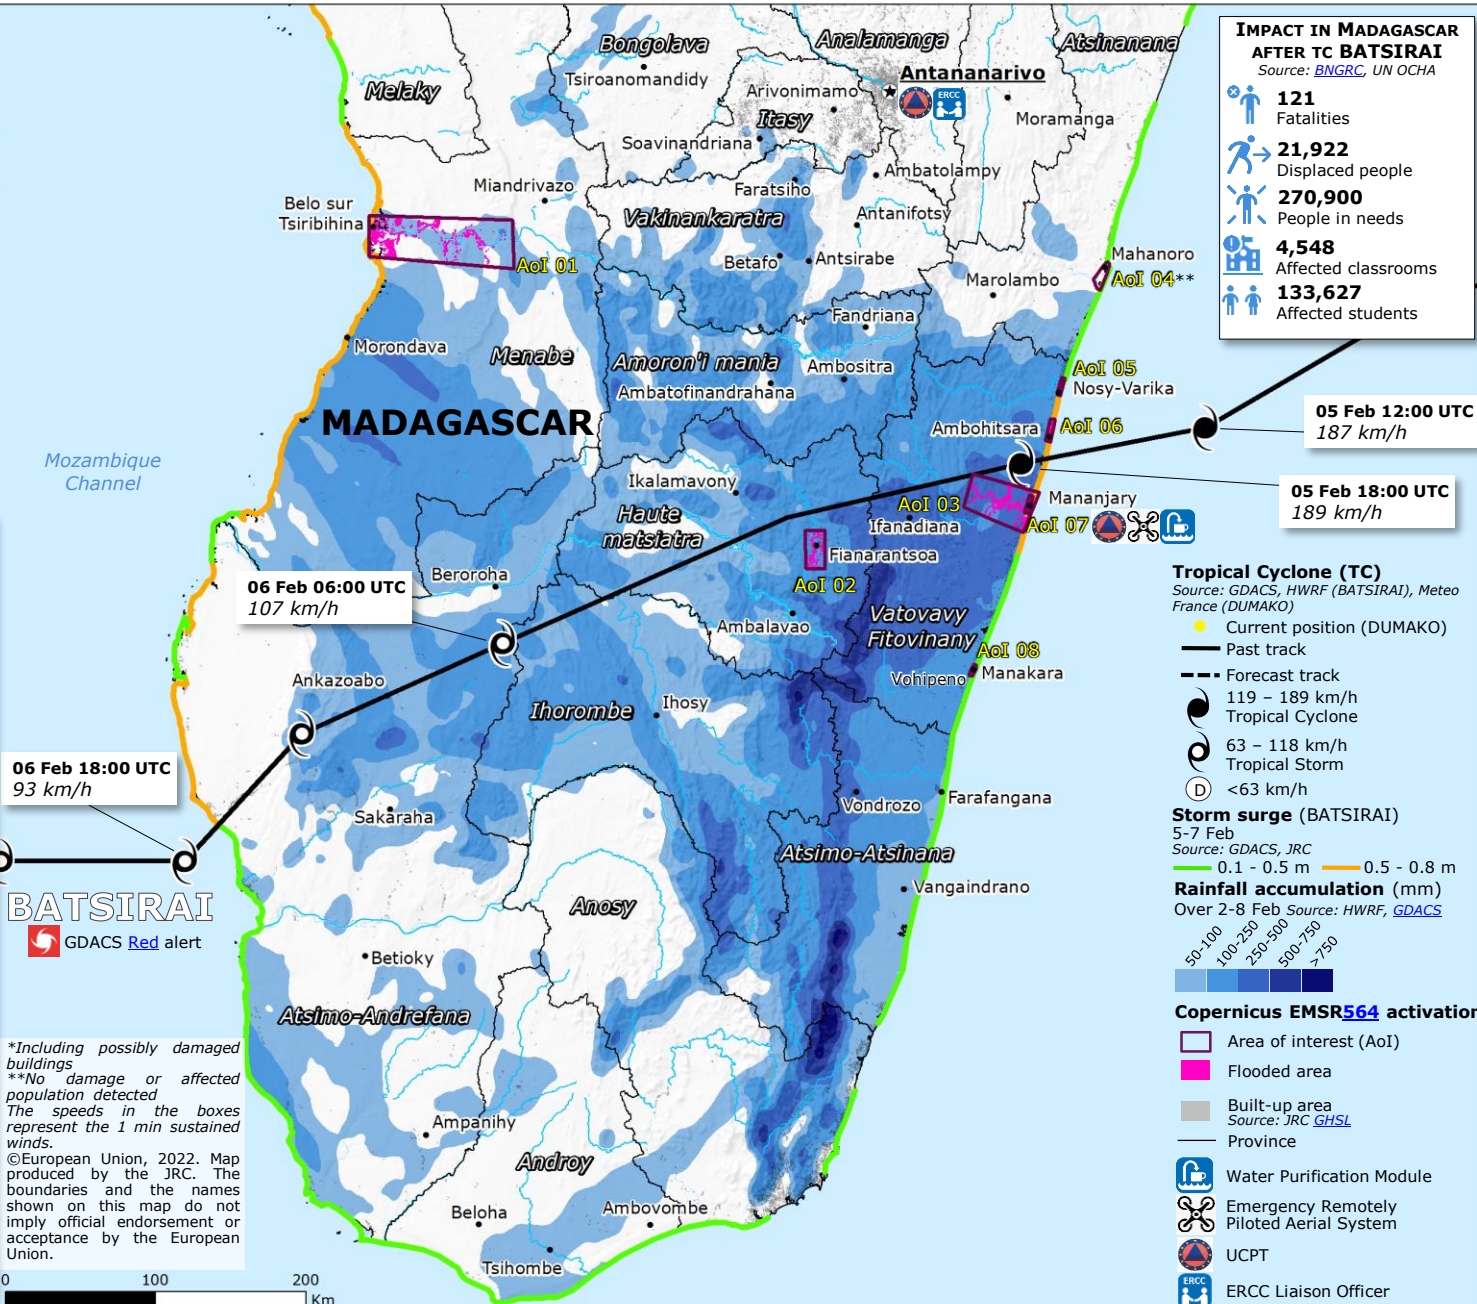 IMPACT IN MADAGASCAR
AFTER TC BATSIRAI
Source: BNGRC, UN OCHA
121
Fatalities
21,922
Displaced people
270,900
People in needs
4,548
Affected classrooms
133,627
Affected students
Bongolava
Analamanga
Atsinanana
Tsiroanomandidy
Antananarivo
ERCC
Melaky
Arivonimamo
Itasy
Moramanga
Soavinandriana
Miandrivazo
Faratsiho
Ambatolampy
Belo sur
Tsiribihina
Vakinankaratra
Antanifotsy
AoI 01
Betafo
Antsirabe
Mahanoro
AoI 04**
Marolambo
Fandriana
Morondava
Menabe
Amoron'i mania
Ambositra
AoI 05
Nosy-Varika
Ambatofinandrahana
MADAGASCAR
Ambohitsara
AoI 06
05 Feb 12:00 UTC
187 km/h
Mozambique
Channel
Ikalamavony
AoI 03
Mananjary
05 Feb 18:00 UTC
189 km/h
Haute
matsiatra
Ifanadiana
AoI 07
Fianarantsoa
AoI 02
Beroroha
06 Feb 06:00 UTC
107 km/h
Ambalavao
Vatovavy
Fitovinany
AoI 08
Vohipeno
Manakara
Ankazoabo
Ihorombe
Ihosy
06 Feb 18:00 UTC
93 km/h
Sakaraha
Vondrozo
Farafangana
Atsimo-Atsinana
Vangaindrano
BATSIRAI
GDACS Red alert
Anosy
Betioky
Atsimo-Andrefana
Ampanihy
Androy
Beloha
Ambovombe
Tsihombe
Tropical Cyclone (TC)
Source: GDACS, HWRF (BATSIRAI), Meteo
France (DUMAKO)
Current position (DUMAKO)
Past track
Forecast track
119 – 189 km/h
Tropical Cyclone
63 – 118 km/h
Tropical Storm
D <63 km/h
Storm surge (BATSIRAI)
5-7 Feb
Source: GDACS, JRC
0.1 - 0.5 m 0.5 - 0.8 m
Rainfall accumulation (mm)
Over 2-8 Feb Source: HWRF, GDACS
50-100 100-250 250-500 500-750 >750
Copernicus EMSR564 activation
Area of interest (AoI)
Flooded area
Built-up area
Source: JRC GHSL
Province
Water Purification Module
Emergency Remotely
Piloted Aerial System
UCPT
ERCC
ERCC Liaison Officer
*Including possibly damaged
buildings
**No damage or affected
population detected
The speeds in the boxes
represent the 1 min sustained
winds.
©European Union, 2022. Map
produced by the JRC. The
boundaries and the names
shown on this map do not
imply official endorsement or
acceptance by the European
Union.
0 100 200
Km